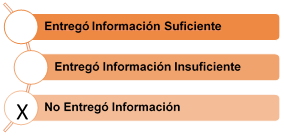 Entregó Información Suficiente
Entregó Información Insuficiente
X No Entregó Información